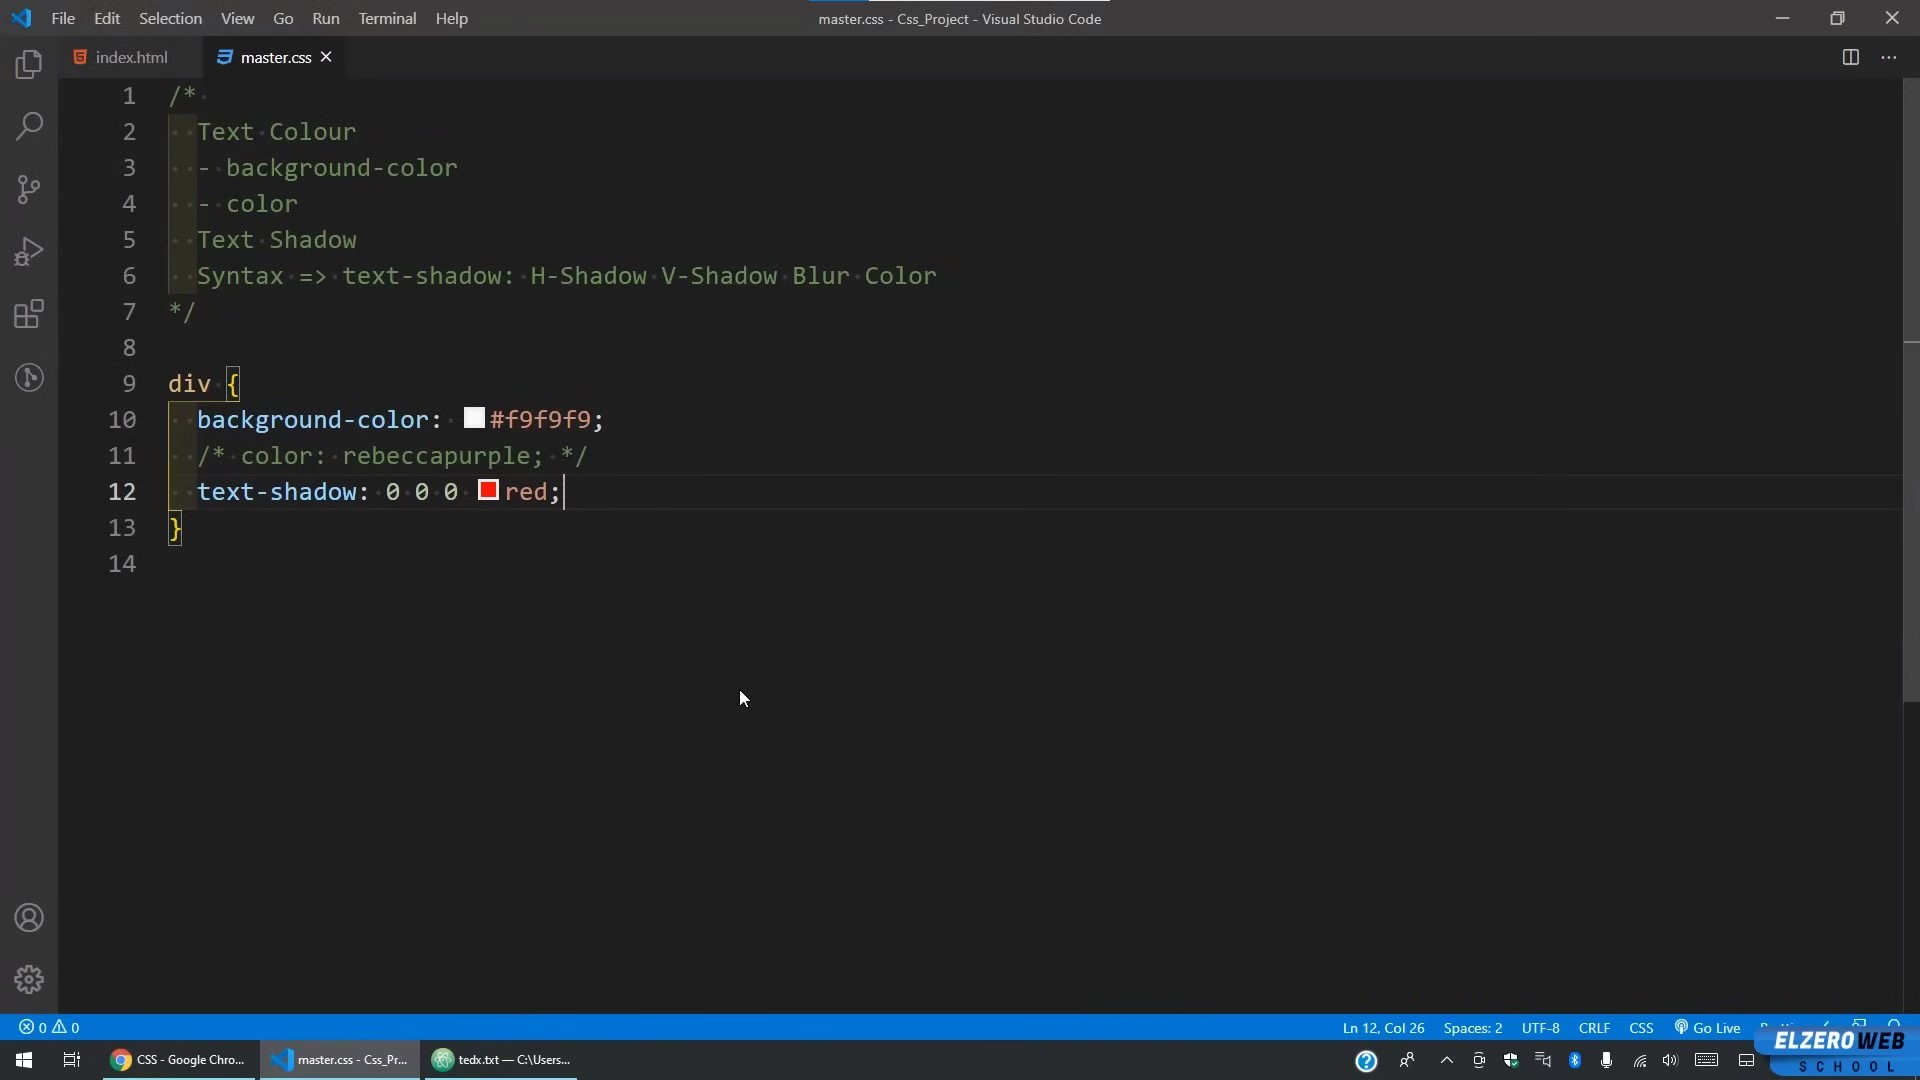 File Edit Selection View Go Run Terminal Help
master.css - Css_Project - Visual Studio Code
index.html
master.css
1 /*
2 Text Colour
3 - background-color
4 - color
5 Text Shadow
6 Syntax => text-shadow: H-Shadow V-Shadow Blur Color
7 */
8
9 div {
10 background-color: #f9f9f9;
11 /* color: rebeccapurple; */
12 text-shadow: 0 0 0 red;
13 }
14
0 0
Ln 12, Col 26 Spaces: 2 UTF-8 CRLF CSS Go Live
ELZERO WEB
SCHOOL
CSS - Google Chro...
master.css - Css_Pr...
tedx.txt — C:\Users...